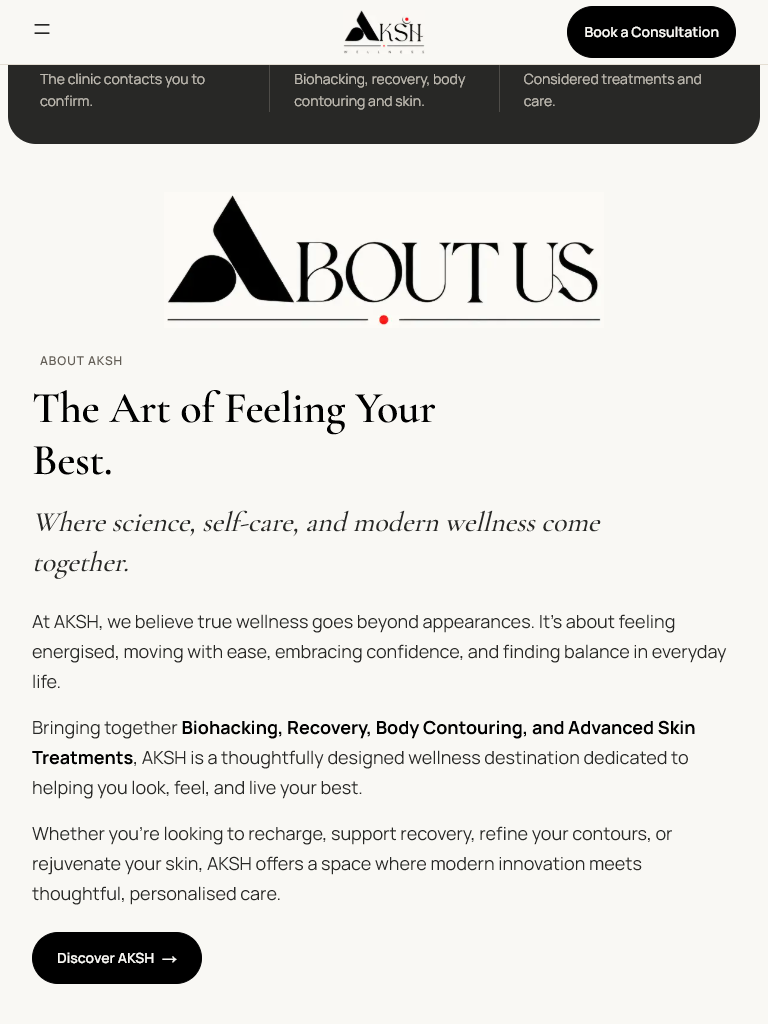 AKSH
WELLNESS
Book a Consultation
The clinic contacts you to
confirm.
Biohacking, recovery, body
contouring and skin.
Considered treatments and
care.
ABOUT US
ABOUT AKSH
The Art of Feeling Your
Best.
Where science, self-care, and modern wellness come
together.
At AKSH, we believe true wellness goes beyond appearances. It's about feeling
energised, moving with ease, embracing confidence, and finding balance in everyday
life.
Bringing together Biohacking, Recovery, Body Contouring, and Advanced Skin
Treatments, AKSH is a thoughtfully designed wellness destination dedicated to
helping you look, feel, and live your best.
Whether you're looking to recharge, support recovery, refine your contours, or
rejuvenate your skin, AKSH offers a space where modern innovation meets
thoughtful, personalised care.
Discover AKSH →